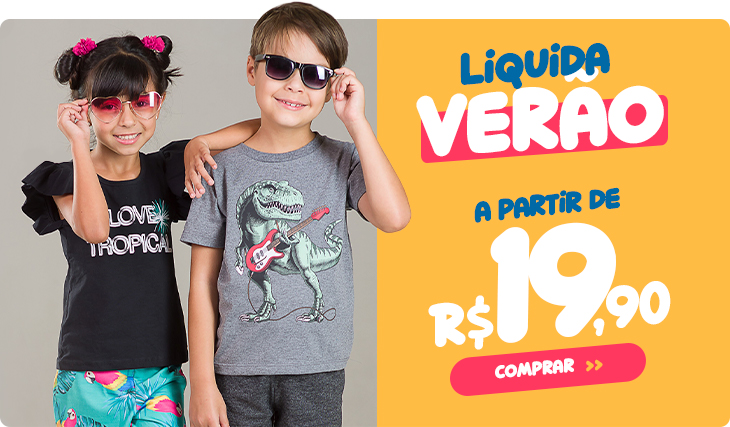 LOVE
TROPICAL
LIQUIDA
VERÃO
A PARTIR DE
R$19,90
COMPRAR >>